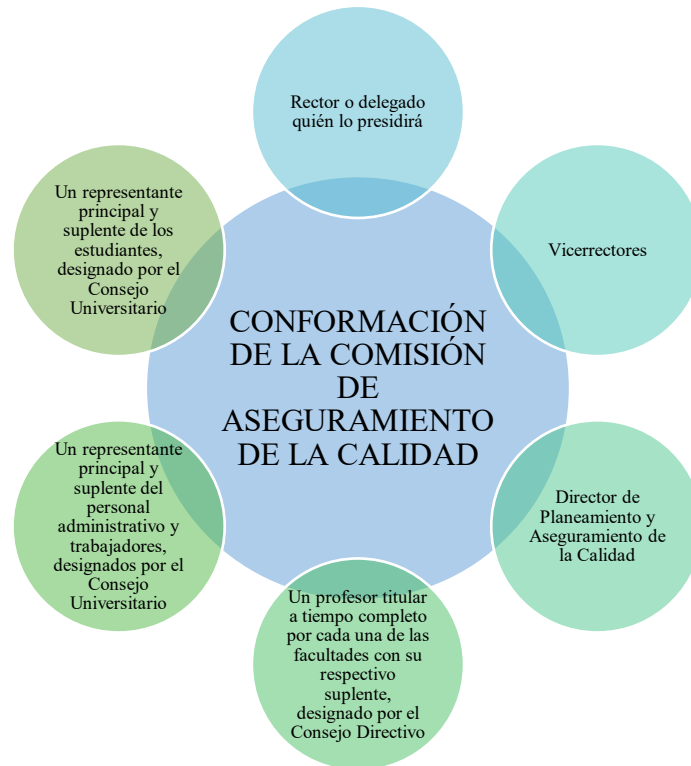 Rector o delegado
quién lo presidirá
Vicerrectores
Director de
Planeamiento y
Aseguramiento de
la Calidad
Un profesor titular
a tiempo completo
por cada una de las
facultades con su
respectivo
suplente,
designado por el
Consejo Directivo
Un representante
principal y
suplente del
personal
administrativo y
trabajadores,
designados por el
Consejo
Universitario
Un representante
principal y
suplente de los
estudiantes,
designado por el
Consejo
Universitario
CONFORMACIÓN
DE LA COMISIÓN
DE
ASEGURAMIENTO
DE LA CALIDAD